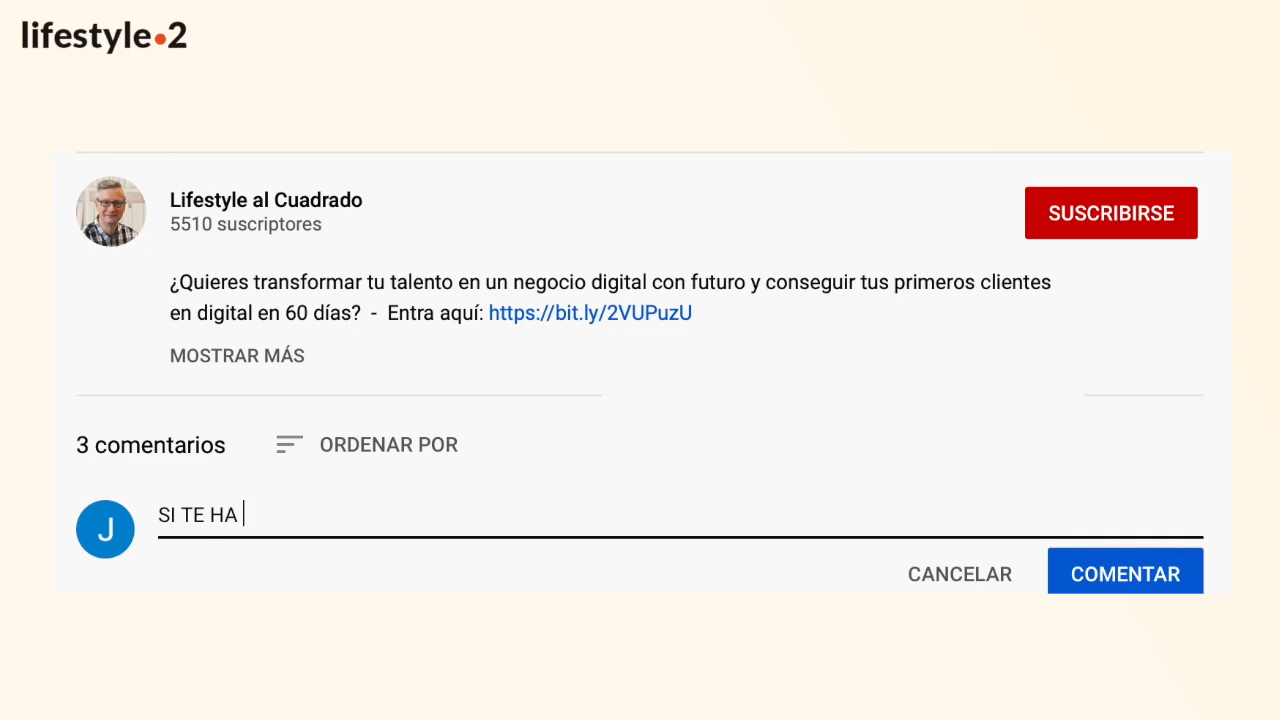 lifestyle•2
Lifestyle al Cuadrado
5510 suscriptores
SUSCRIBIRSE
¿Quieres transformar tu talento en un negocio digital con futuro y conseguir tus primeros clientes
en digital en 60 días? - Entra aquí: https://bit.ly/2VUPuzU
MOSTRAR MÁS
3 comentarios
ORDENAR POR
J
SI TE HA
CANCELAR
COMENTAR